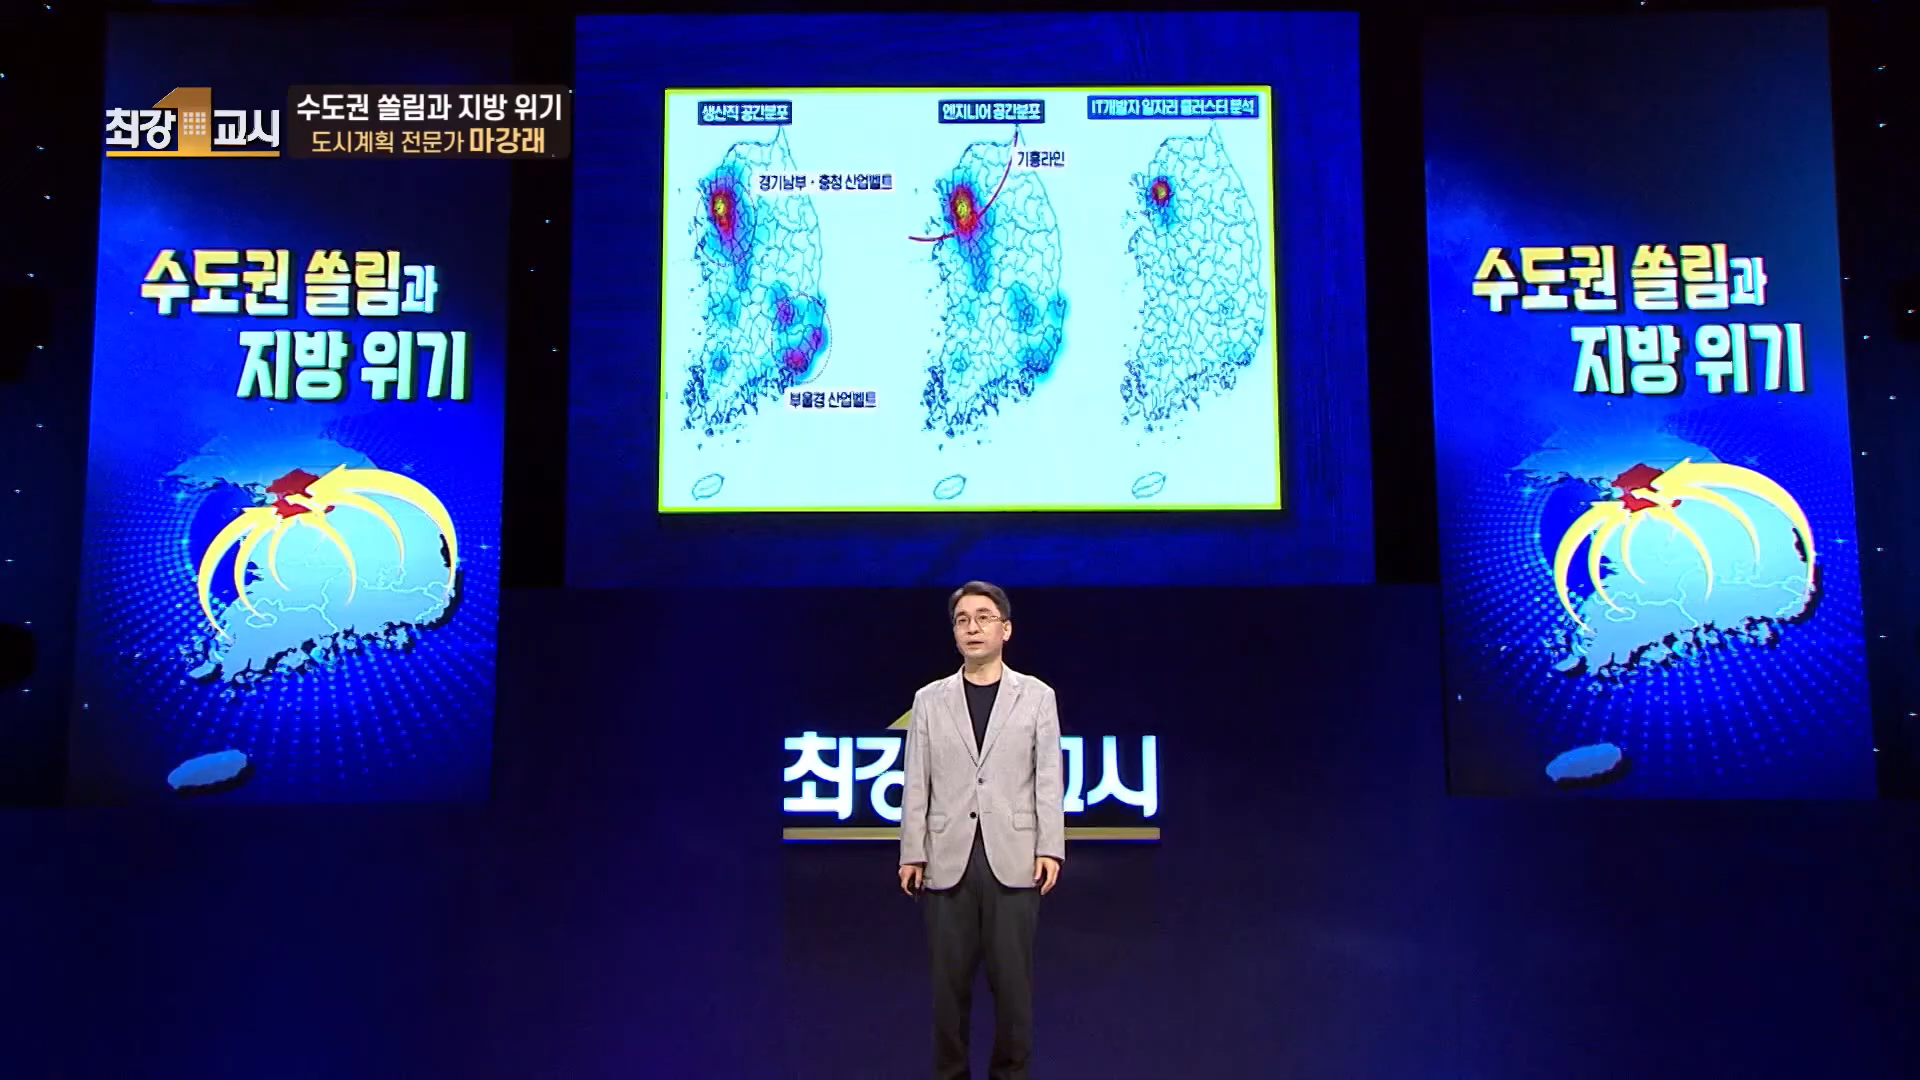 최강1교시
수도권 쏠림과 지방 위기
도시계획 전문가 마강래
생산직 공간분포
엔지니어 공간분포
IT개발자 일자리 클러스터 분석
기흥라인
경기남부·충청 산업벨트
부울경 산업벨트
수도권 쏠림과
지방 위기
수도권 쏠림과
지방 위기
최강 교시